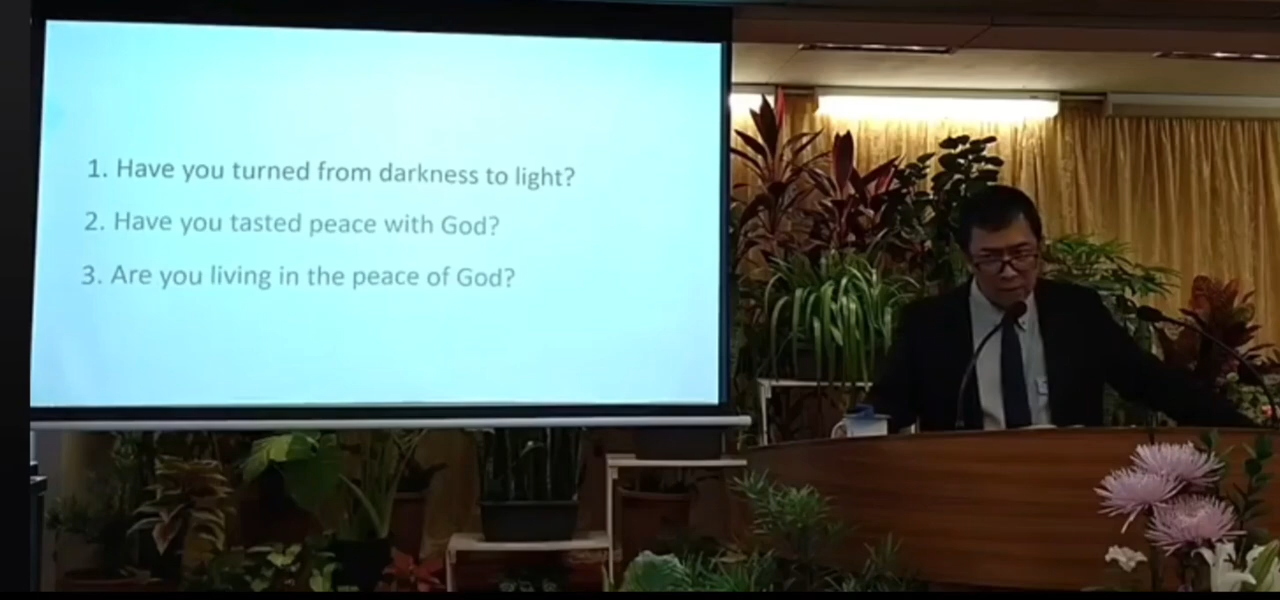 1. Have you turned from darkness to light?
2. Have you tasted peace with God?
3. Are you living in the peace of God?